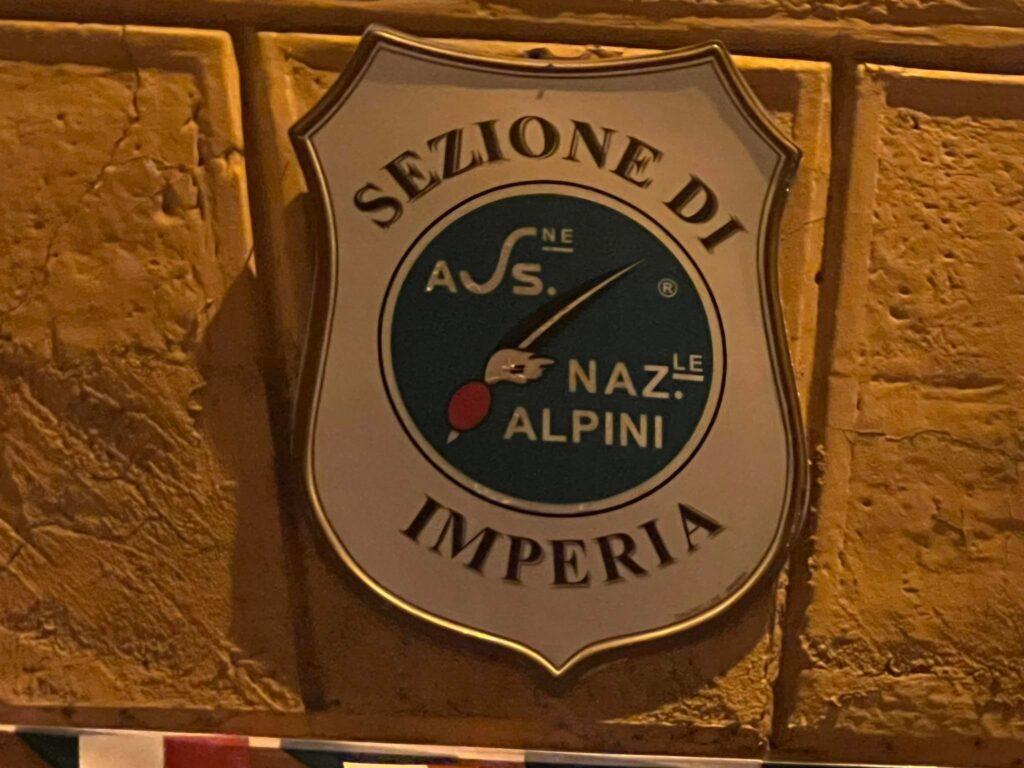 SEZIONE DI
ASS.NE
®
NAZ.LE
ALPINI
IMPERIA